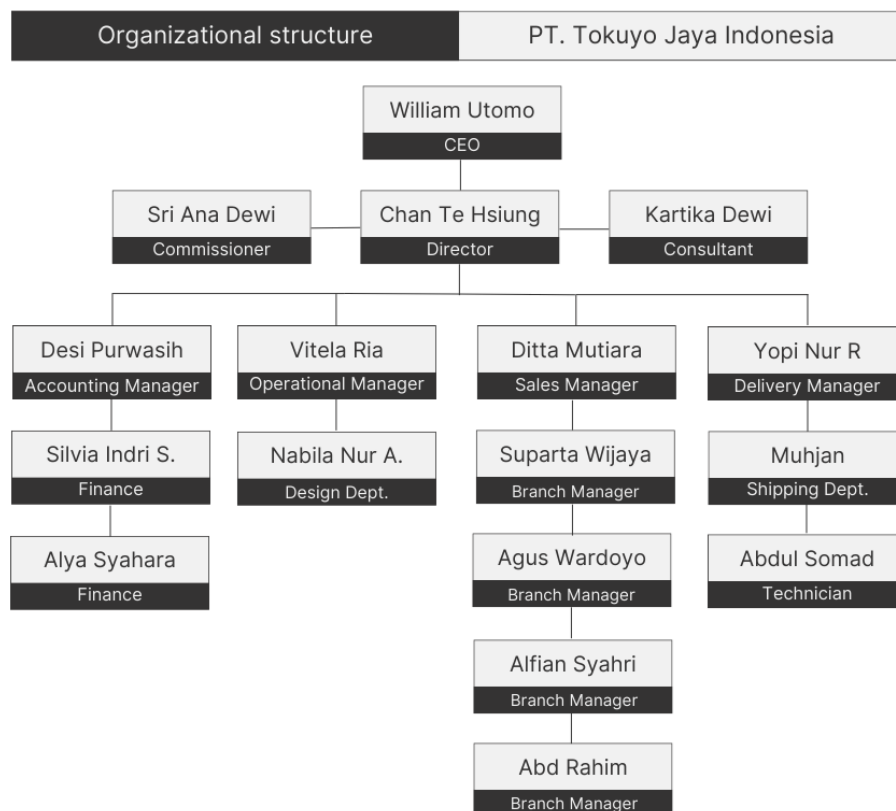 Organizational structure
PT. Tokuyo Jaya Indonesia
William Utomo
CEO
Sri Ana Dewi
Commissioner
Chan Te Hsiung
Director
Kartika Dewi
Consultant
Desi Purwasih
Accounting Manager
Vitela Ria
Operational Manager
Ditta Mutiara
Sales Manager
Yopi Nur R
Delivery Manager
Silvia Indri S.
Finance
Nabila Nur A.
Design Dept.
Suparta Wijaya
Branch Manager
Muhjan
Shipping Dept.
Alya Syahara
Finance
Agus Wardoyo
Branch Manager
Abdul Somad
Technician
Alfian Syahri
Branch Manager
Abd Rahim
Branch Manager